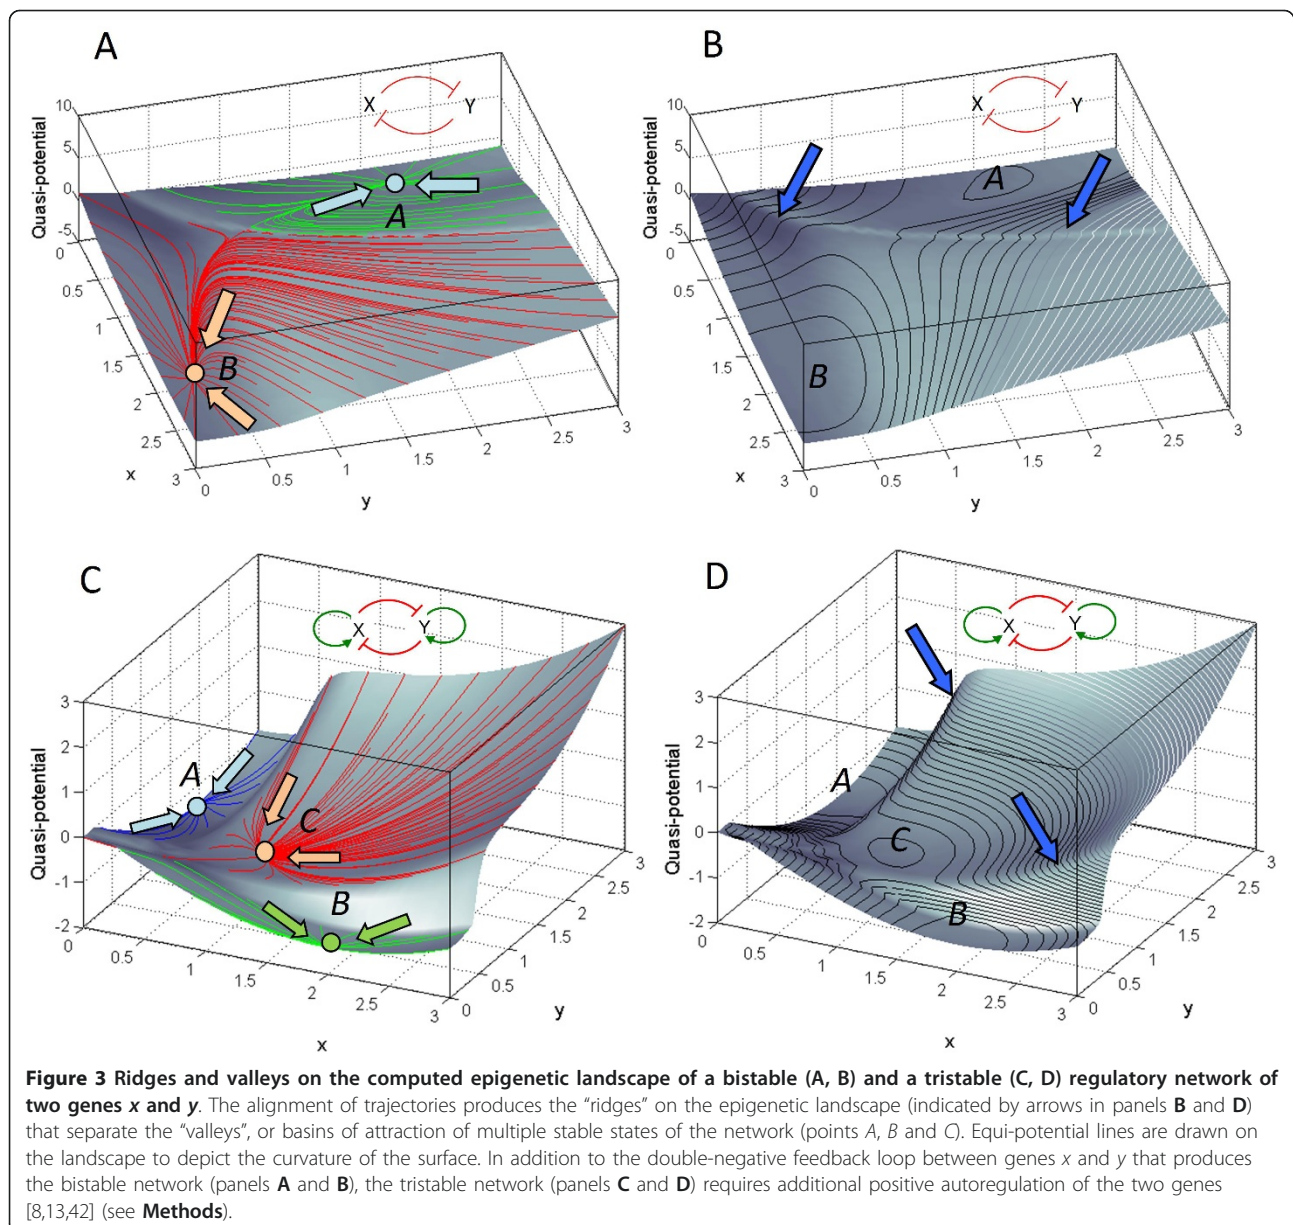 A
10
5
0
-5
Quasi-potential
X
Y
A
B
0
0.5
1
1.5
2
2.5
3
x
0
0.5
1
1.5
2
2.5
3
y
B
10
5
0
-5
Quasi-potential
X
Y
A
B
0
0.5
1
1.5
2
2.5
3
x
0
0.5
1
1.5
2
2.5
3
y
C
3
2
1
0
-1
-2
Quasi-potential
X
Y
A
C
B
0
0.5
1
1.5
2
2.5
3
x
0
0.5
1
1.5
2
2.5
3
y
D
3
2
1
0
-1
-2
Quasi-potential
X
Y
A
C
B
0
0.5
1
1.5
2
2.5
3
x
0
0.5
1
1.5
2
2.5
3
y
Figure 3 Ridges and valleys on the computed epigenetic landscape of a bistable (A, B) and a tristable (C, D) regulatory network of
two genes x and y. The alignment of trajectories produces the “ridges” on the epigenetic landscape (indicated by arrows in panels B and D)
that separate the “valleys”, or basins of attraction of multiple stable states of the network (points A, B and C). Equi-potential lines are drawn on
the landscape to depict the curvature of the surface. In addition to the double-negative feedback loop between genes x and y that produces
the bistable network (panels A and B), the tristable network (panels C and D) requires additional positive autoregulation of the two genes
[8,13,42] (see Methods).